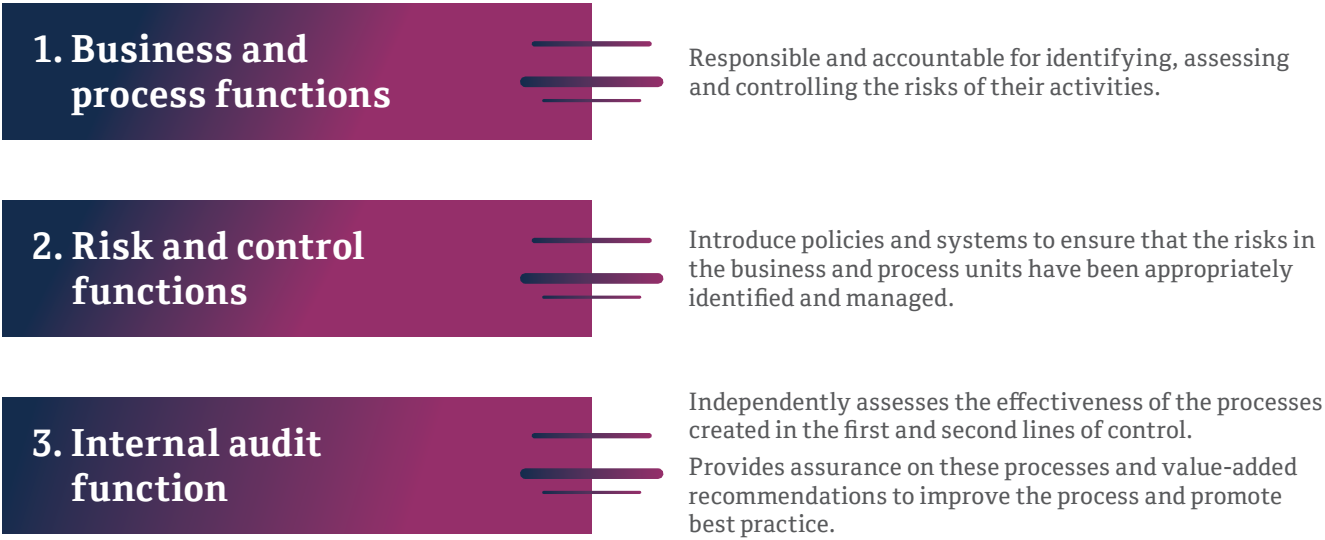 1. Business and
process functions
Responsible and accountable for identifying, assessing
and controlling the risks of their activities.
2. Risk and control
functions
Introduce policies and systems to ensure that the risks in
the business and process units have been appropriately
identified and managed.
3. Internal audit
function
Independently assesses the effectiveness of the processes
created in the first and second lines of control.
Provides assurance on these processes and value-added
recommendations to improve the process and promote
best practice.